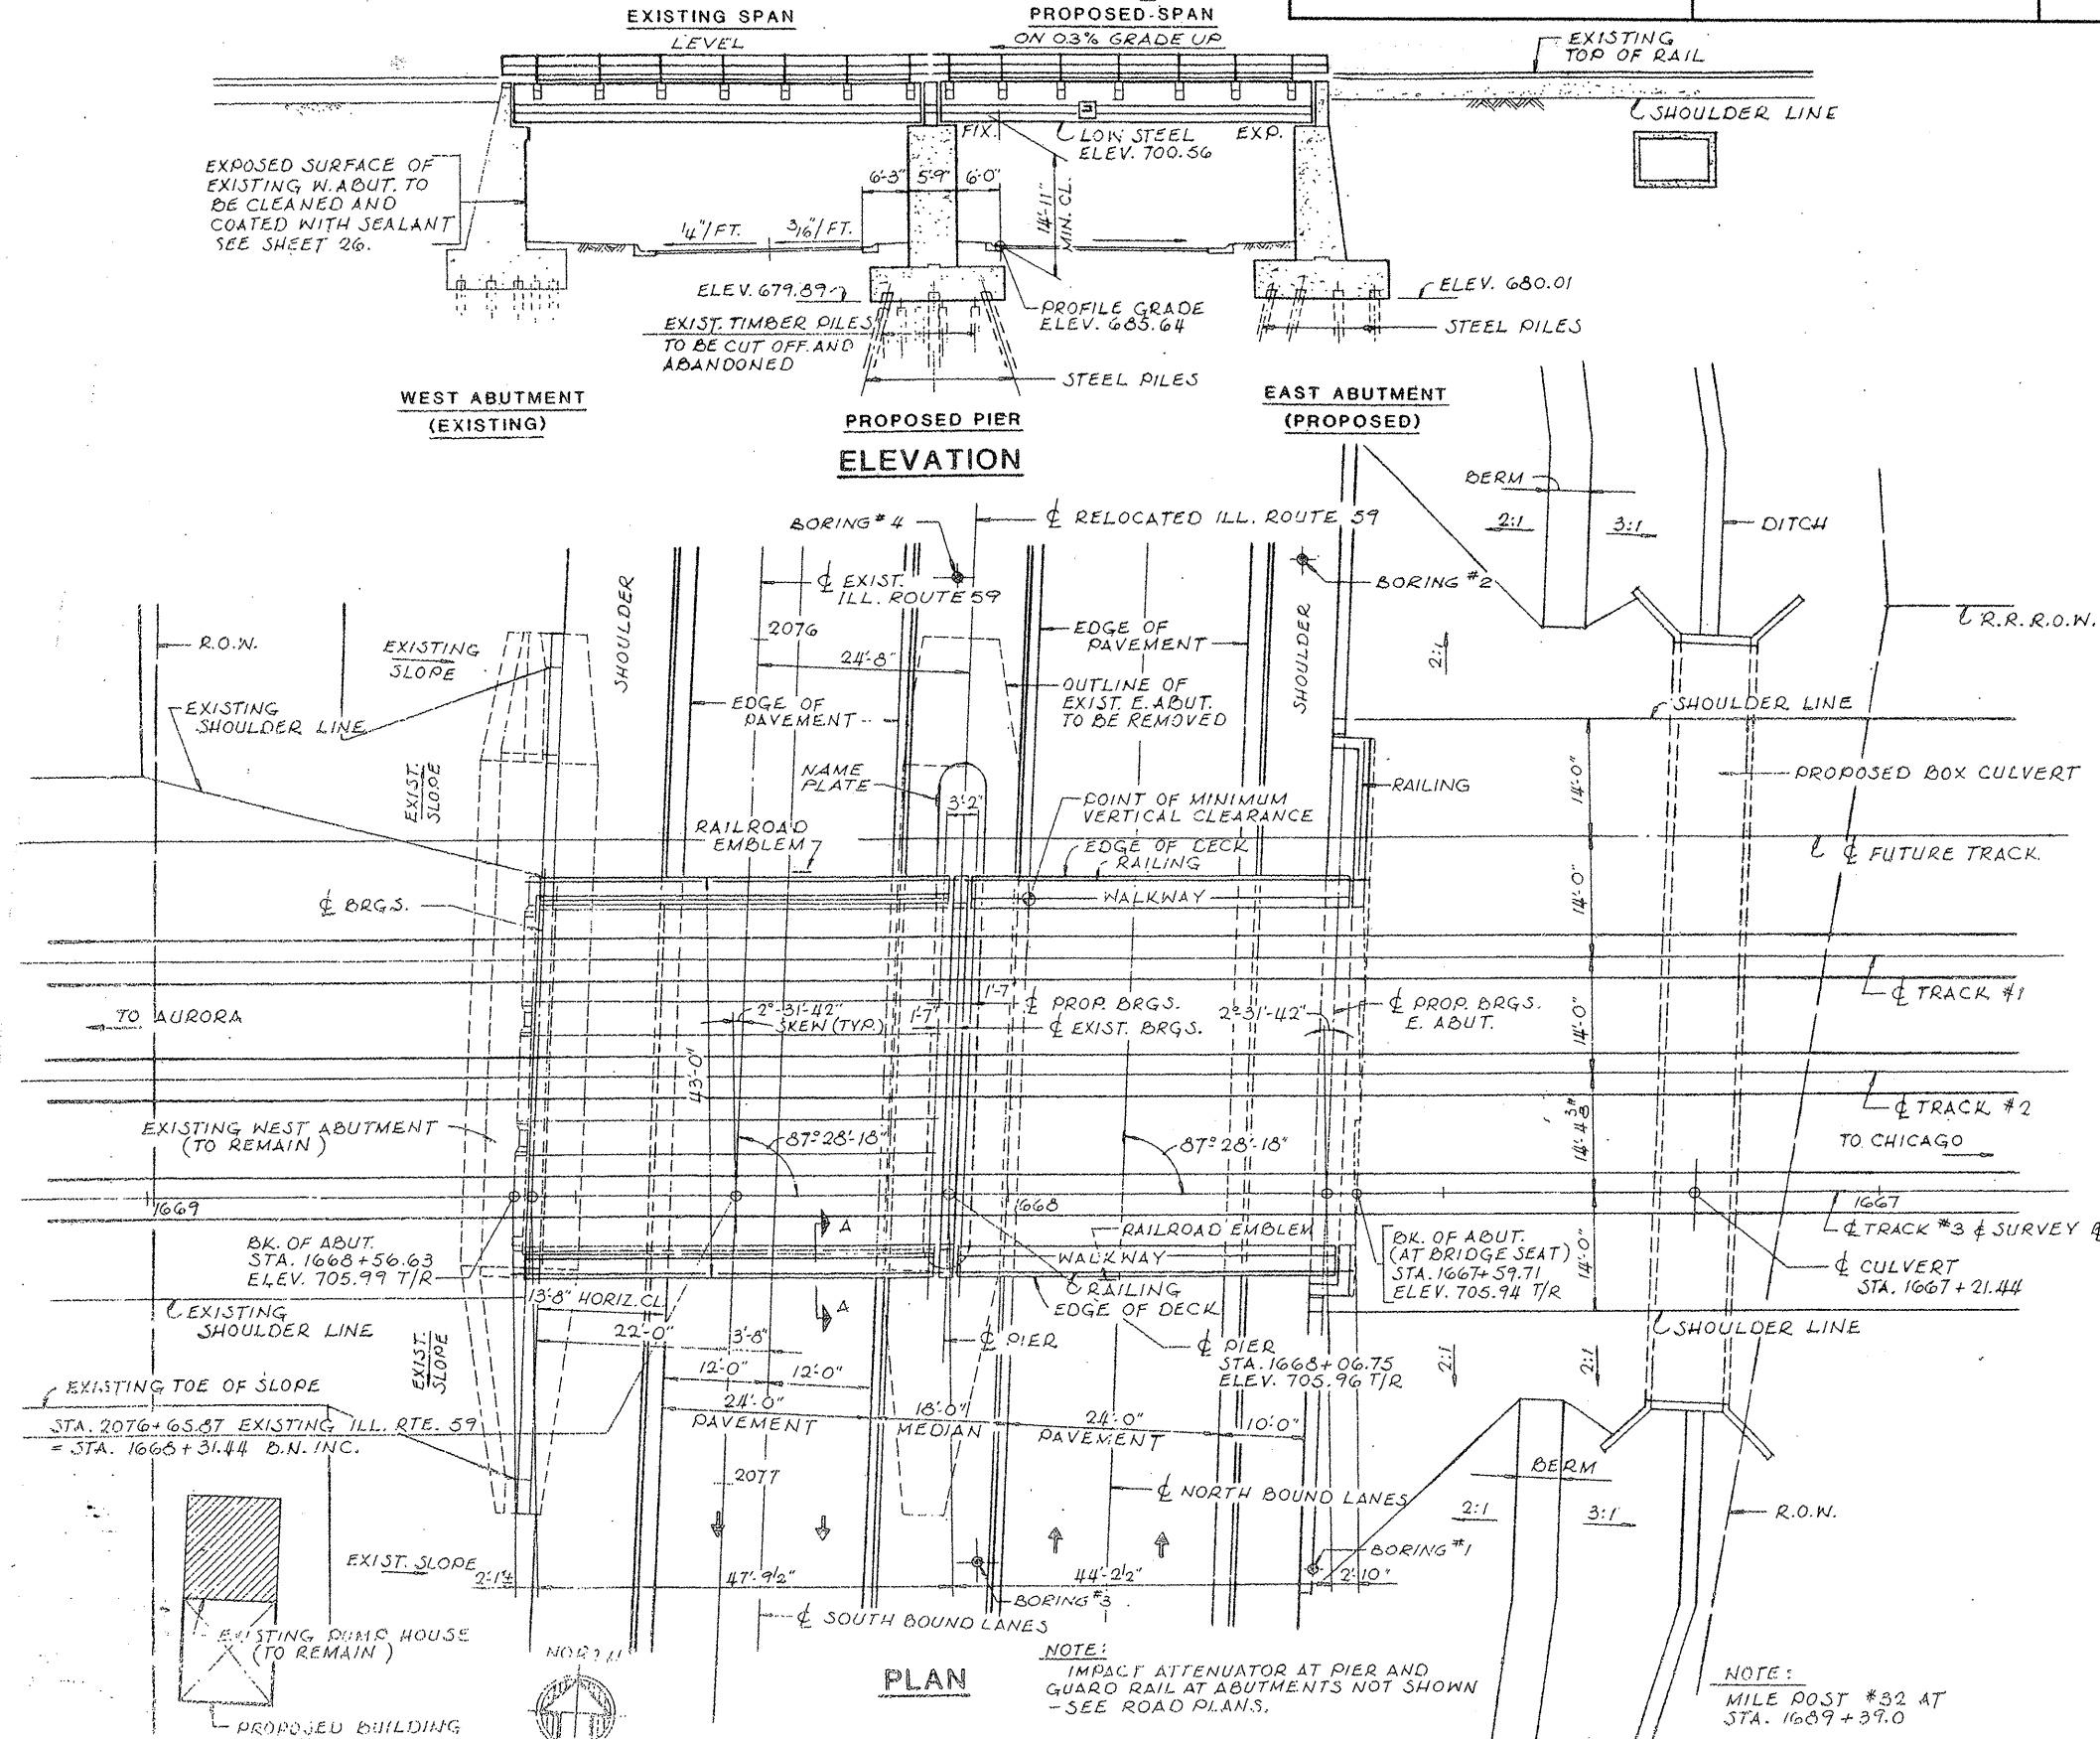 EXISTING SPAN
LEVEL
PROPOSED-SPAN
ON 0.3% GRADE UP
EXISTING
TOP OF RAIL
SHOULDER LINE
FIX.
LOW STEEL
ELEV. 700.56
EXP.
EXPOSED SURFACE OF
EXISTING W. ABUT. TO
BE CLEANED AND
COATED WITH SEALANT
SEE SHEET 26.
6'-3" 5'-9" 6'-0"
14'-11"
MIN. CL.
1/4"/FT. 3/16"/FT.
ELEV. 679.89
EXIST. TIMBER PILES
TO BE CUT OFF AND
ABANDONED
PROFILE GRADE
ELEV. 685.64
ELEV. 680.01
STEEL PILES
STEEL PILES
WEST ABUTMENT
(EXISTING)
PROPOSED PIER
EAST ABUTMENT
(PROPOSED)
ELEVATION
BERM
2:1 3:1
DITCH
BORING #4
℄ RELOCATED ILL. ROUTE 59
℄ EXIST.
ILL. ROUTE 59
BORING #2
SHOULDER
SHOULDER
R.R. R.O.W.
R.O.W.
EXISTING
SLOPE
2076
24'-8"
EDGE OF
PAVEMENT
2:1
OUTLINE OF
EXIST. E. ABUT.
TO BE REMOVED
EDGE OF
PAVEMENT
EXISTING
SHOULDER LINE
SHOULDER LINE
EXIST.
SLOPE
NAME
PLATE
3'-2"
POINT OF MINIMUM
VERTICAL CLEARANCE
RAILING
14'-0"
PROPOSED BOX CULVERT
RAILROAD
EMBLEM
EDGE OF DECK
RAILING
℄ FUTURE TRACK
℄ BRGS.
WALKWAY
14'-0"
℄ TRACK #1
TO AURORA
2°-31'-42"
SKEW (TYP.)
1'-7"
1'-7"
℄ PROP. BRGS.
℄ EXIST. BRGS.
2°-31'-42"
℄ PROP. BRGS.
E. ABUT.
14'-0"
43'-0"
℄ TRACK #2
EXISTING WEST ABUTMENT
(TO REMAIN)
87°-28'-18"
87°-28'-18"
14'-4 3/8"
TO CHICAGO
1669
1668
1667
℄ TRACK #3 ℄ SURVEY
BK. OF ABUT.
STA. 1668+56.63
ELEV. 705.99 T/R
A
RAILROAD EMBLEM
WALKWAY
BK. OF ABUT.
(AT BRIDGE SEAT)
STA. 1667+59.71
ELEV. 705.94 T/R
14'-0"
℄ CULVERT
STA. 1667+21.44
13'-8" HORIZ. CL.
A
RAILING
EDGE OF DECK
EXISTING
SHOULDER LINE
22'-0"
3'-8"
℄ PIER
℄ PIER
STA. 1668+06.75
ELEV. 705.96 T/R
SHOULDER LINE
EXIST.
SLOPE
12'-0" 12'-0"
2:1
2:1
EXISTING TOE OF SLOPE
24'-0"
PAVEMENT
18'-0"
MEDIAN
24'-0"
PAVEMENT
10'-0"
STA. 2076+65.87 EXISTING ILL. RTE. 59
= STA. 1668+31.44 B.N. INC.
2077
BERM
℄ NORTH BOUND LANES
2:1 3:1
R.O.W.
EXIST. SLOPE
BORING #1
2'-1"±
47'-9 1/2"
44'-2 1/2"
2'-10"
BORING #3
℄ SOUTH BOUND LANES
EXISTING PUMP HOUSE
(TO REMAIN)
NORTH
PROPOSED BUILDING
PLAN
NOTE:
IMPACT ATTENUATOR AT PIER AND
GUARD RAIL AT ABUTMENTS NOT SHOWN
-SEE ROAD PLANS.
NOTE:
MILE POST #32 AT
STA. 1689+39.0